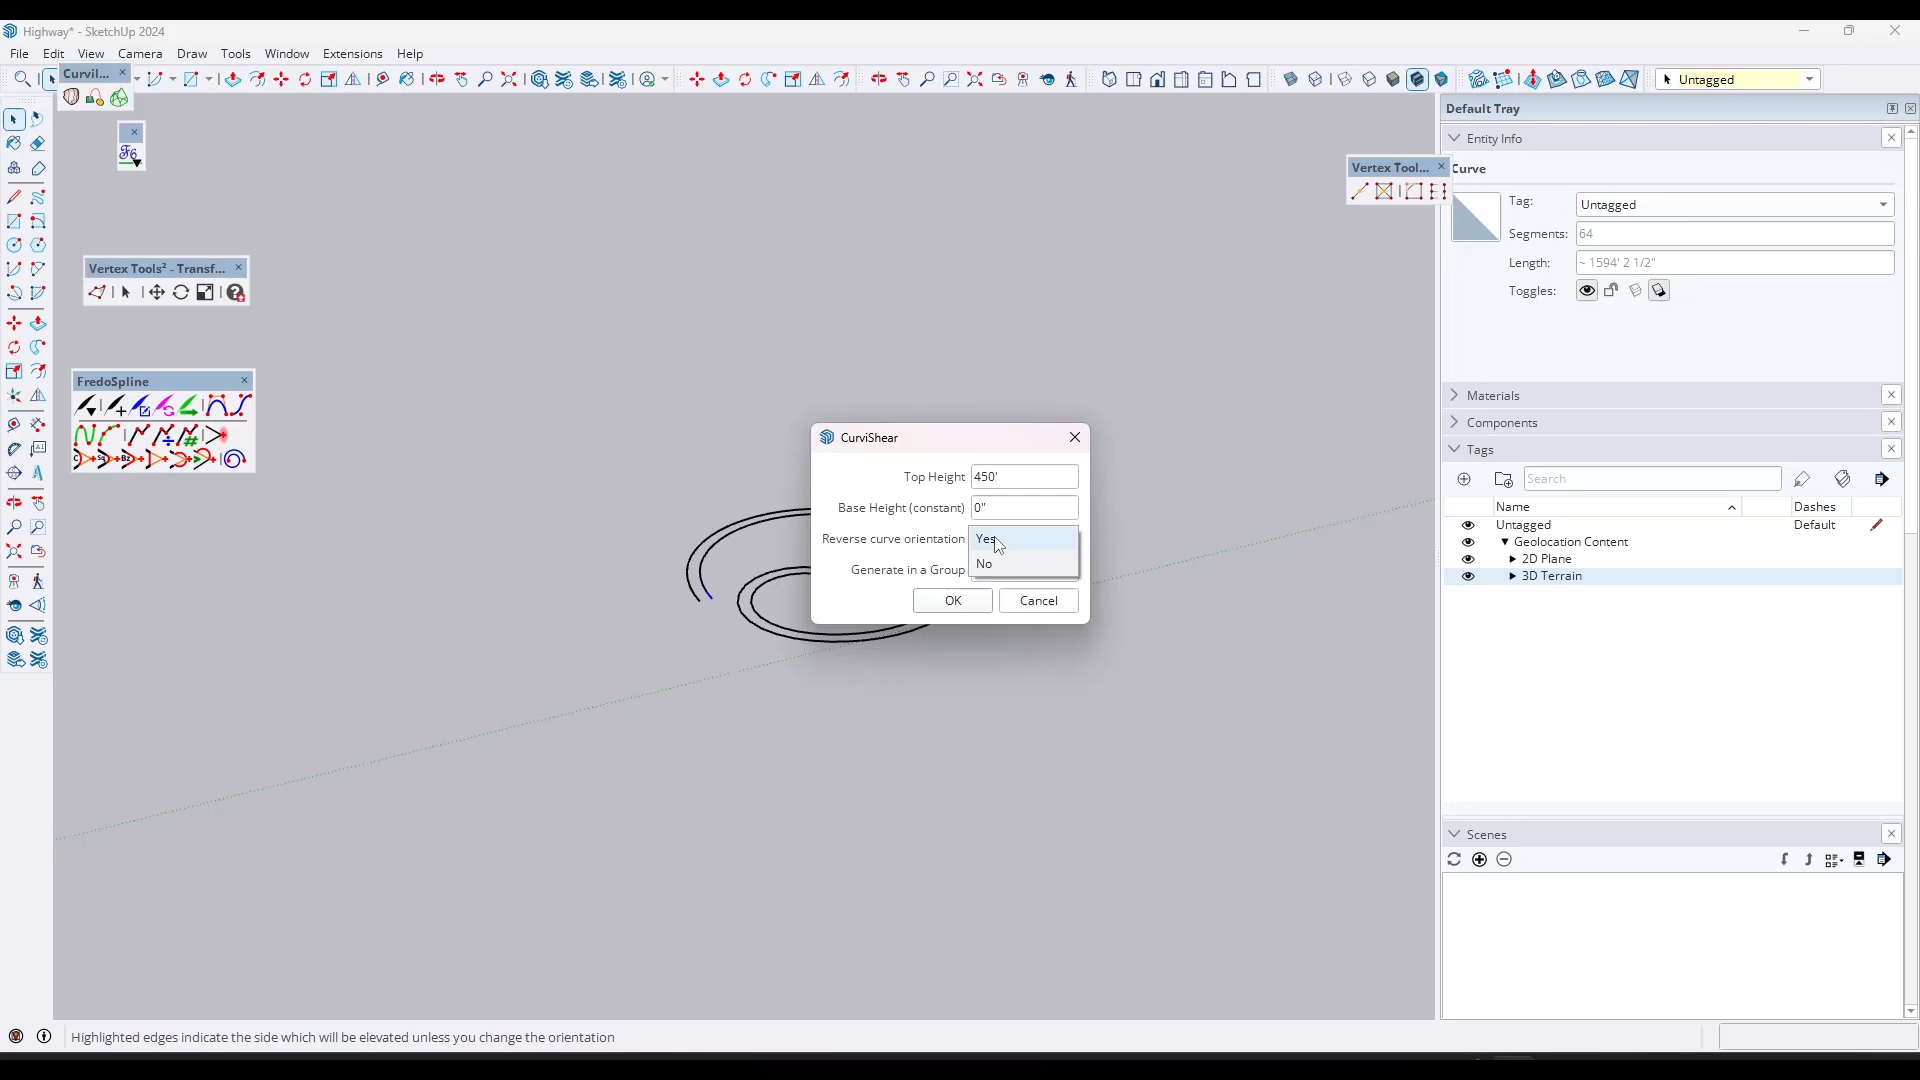 Highway* - SketchUp 2024
File Edit View Camera Draw Tools Window Extensions Help
Curvil...
Untagged
Default Tray
Entity Info
Vertex Tool...
Curve
Tag: Untagged
Segments: 64
Length: ~ 1594' 2 1/2"
Toggles:
Vertex Tools² - Transf...
FredoSpline
Materials
Components
Tags
Search
Name Dashes
Untagged Default
Geolocation Content
2D Plane
3D Terrain
CurviShear
Top Height 450'
Base Height (constant) 0"
Reverse curve orientation Yes
No
Generate in a Group
OK Cancel
Scenes
Highlighted edges indicate the side which will be elevated unless you change the orientation